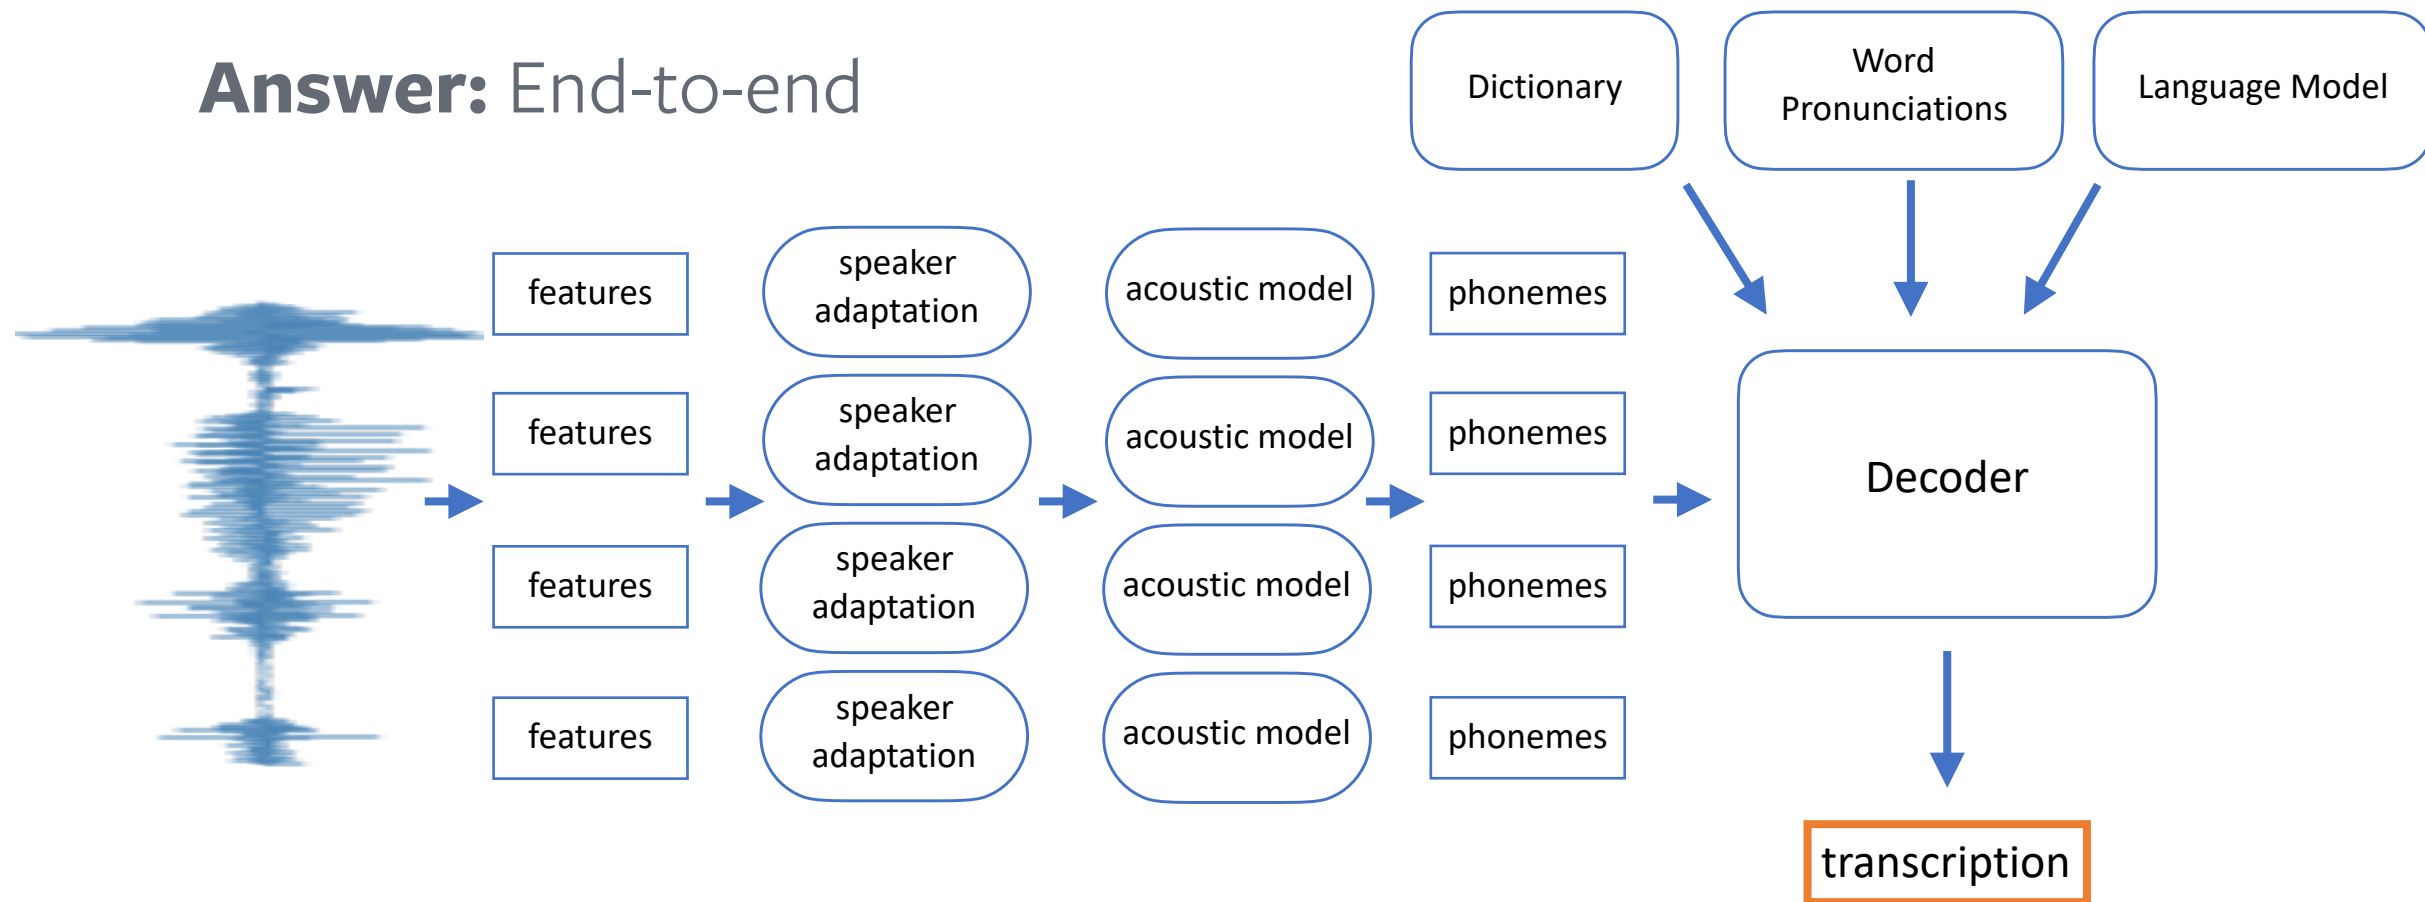 Answer: End-to-end
Dictionary
Word
Pronunciations
Language Model
features
speaker
adaptation
acoustic model
phonemes
features
speaker
adaptation
acoustic model
phonemes
features
speaker
adaptation
acoustic model
phonemes
features
speaker
adaptation
acoustic model
phonemes
Decoder
transcription